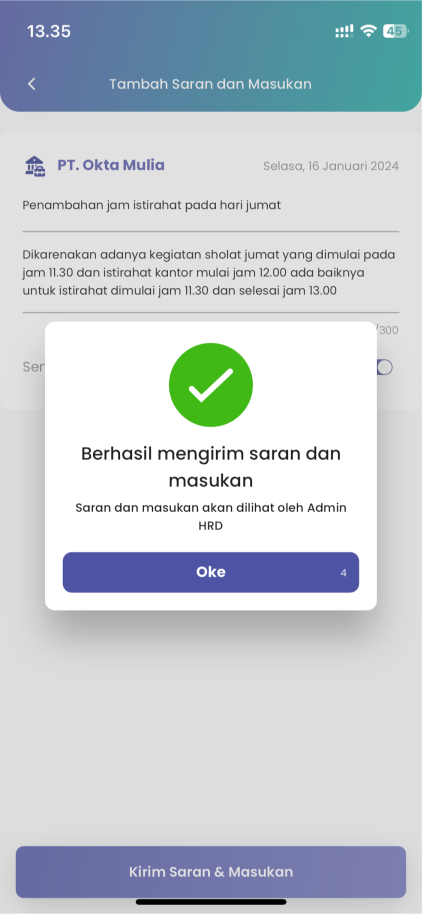 13.35
45
Tambah Saran dan Masukan
PT. Okta Mulia
Selasa, 16 Januari 2024
Penambahan jam istirahat pada hari jumat
Dikarenakan adanya kegiatan sholat jumat yang dimulai pada
jam 11.30 dan istirahat kantor mulai jam 12.00 ada baiknya
untuk istirahat dimulai jam 11.30 dan selesai jam 13.00
/300
Berhasil mengirim saran dan
masukan
Saran dan masukan akan dilihat oleh Admin
HRD
Oke
4
Kirim Saran & Masukan